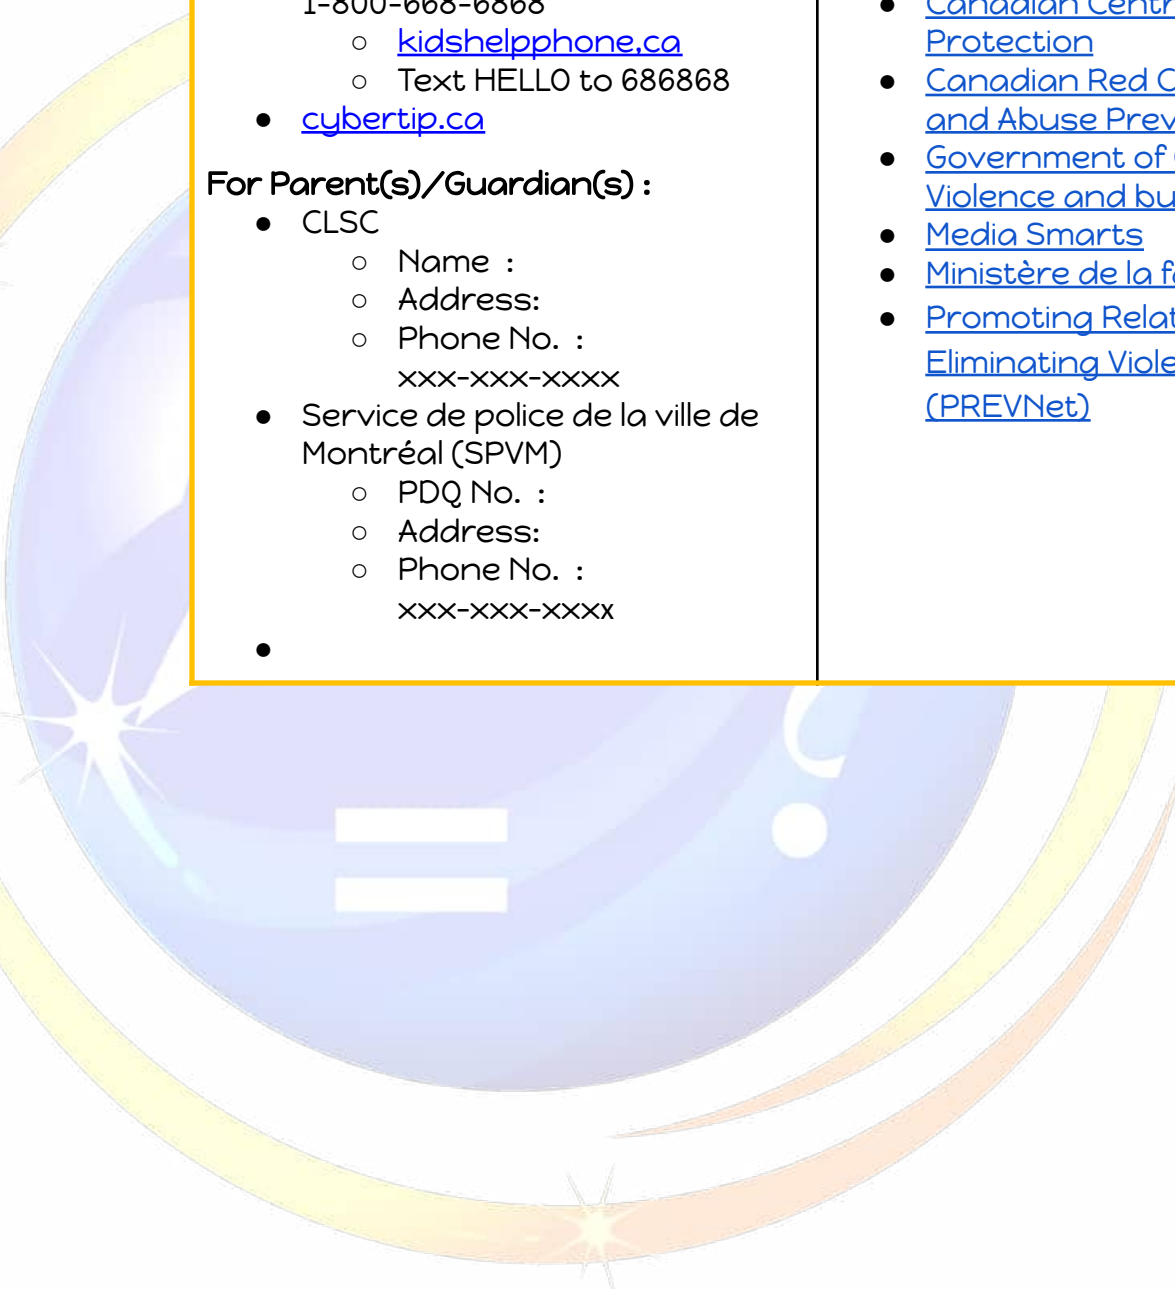 1-800-668-6868
○ kidshelpphone,ca
○ Text HELLO to 686868
● cybertip.ca
For Parent(s)/Guardian(s) :
● CLSC
○ Name :
○ Address:
○ Phone No. :
xxx-xxx-xxxx
● Service de police de la ville de
Montréal (SPVM)
○ PDQ No. :
○ Address:
○ Phone No. :
xxx-xxx-xxxx
●
● Canadian Centr
Protection
● Canadian Red
and Abuse Prev
● Government of
Violence and bu
● Media Smarts
● Ministère de la f
● Promoting Relat
Eliminating Viole
(PREVNet)
= ?